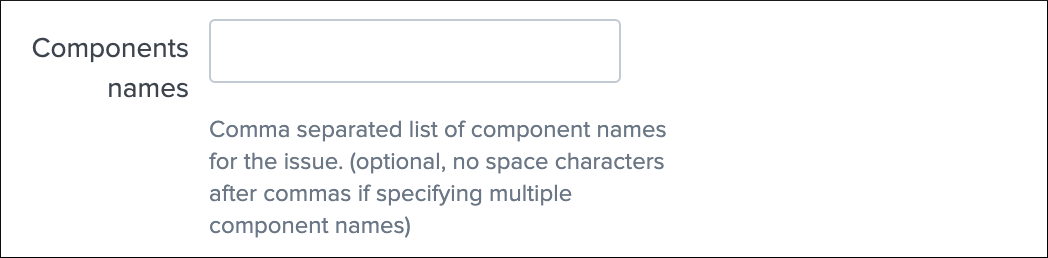 Components
names
Comma separated list of component names
for the issue. (optional, no space characters
after commas if specifying multiple
component names)